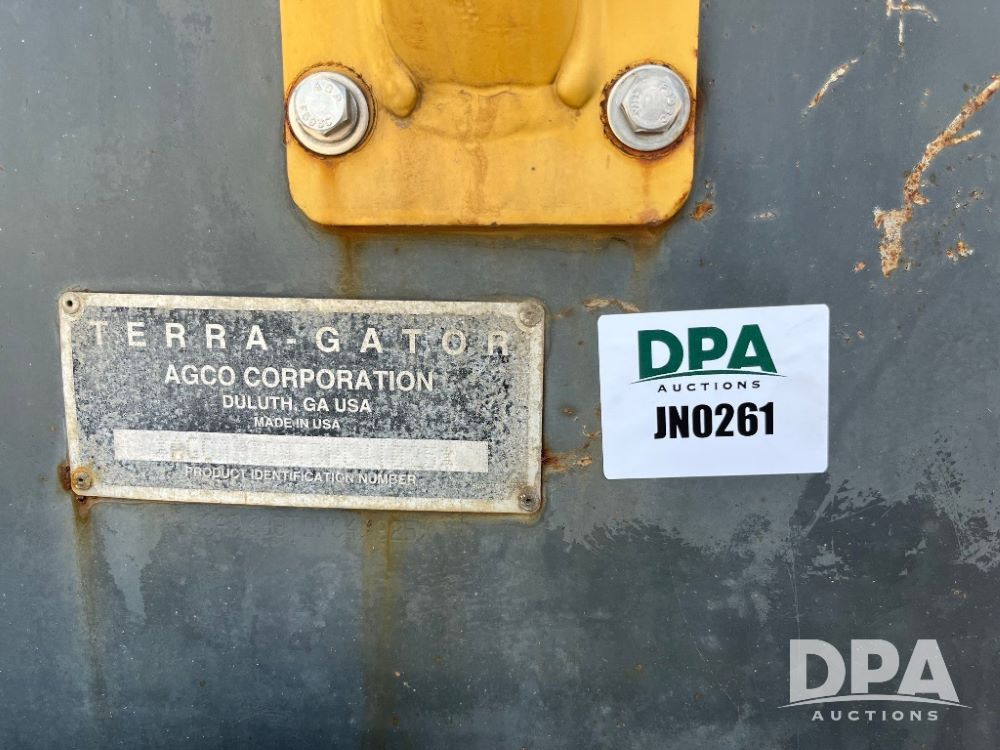 TERRA-GATOR
AGCO CORPORATION
DULUTH, GA USA
MADE IN USA
PRODUCT IDENTIFICATION NUMBER
DPA
AUCTIONS
JN0261
DPA
AUCTIONS